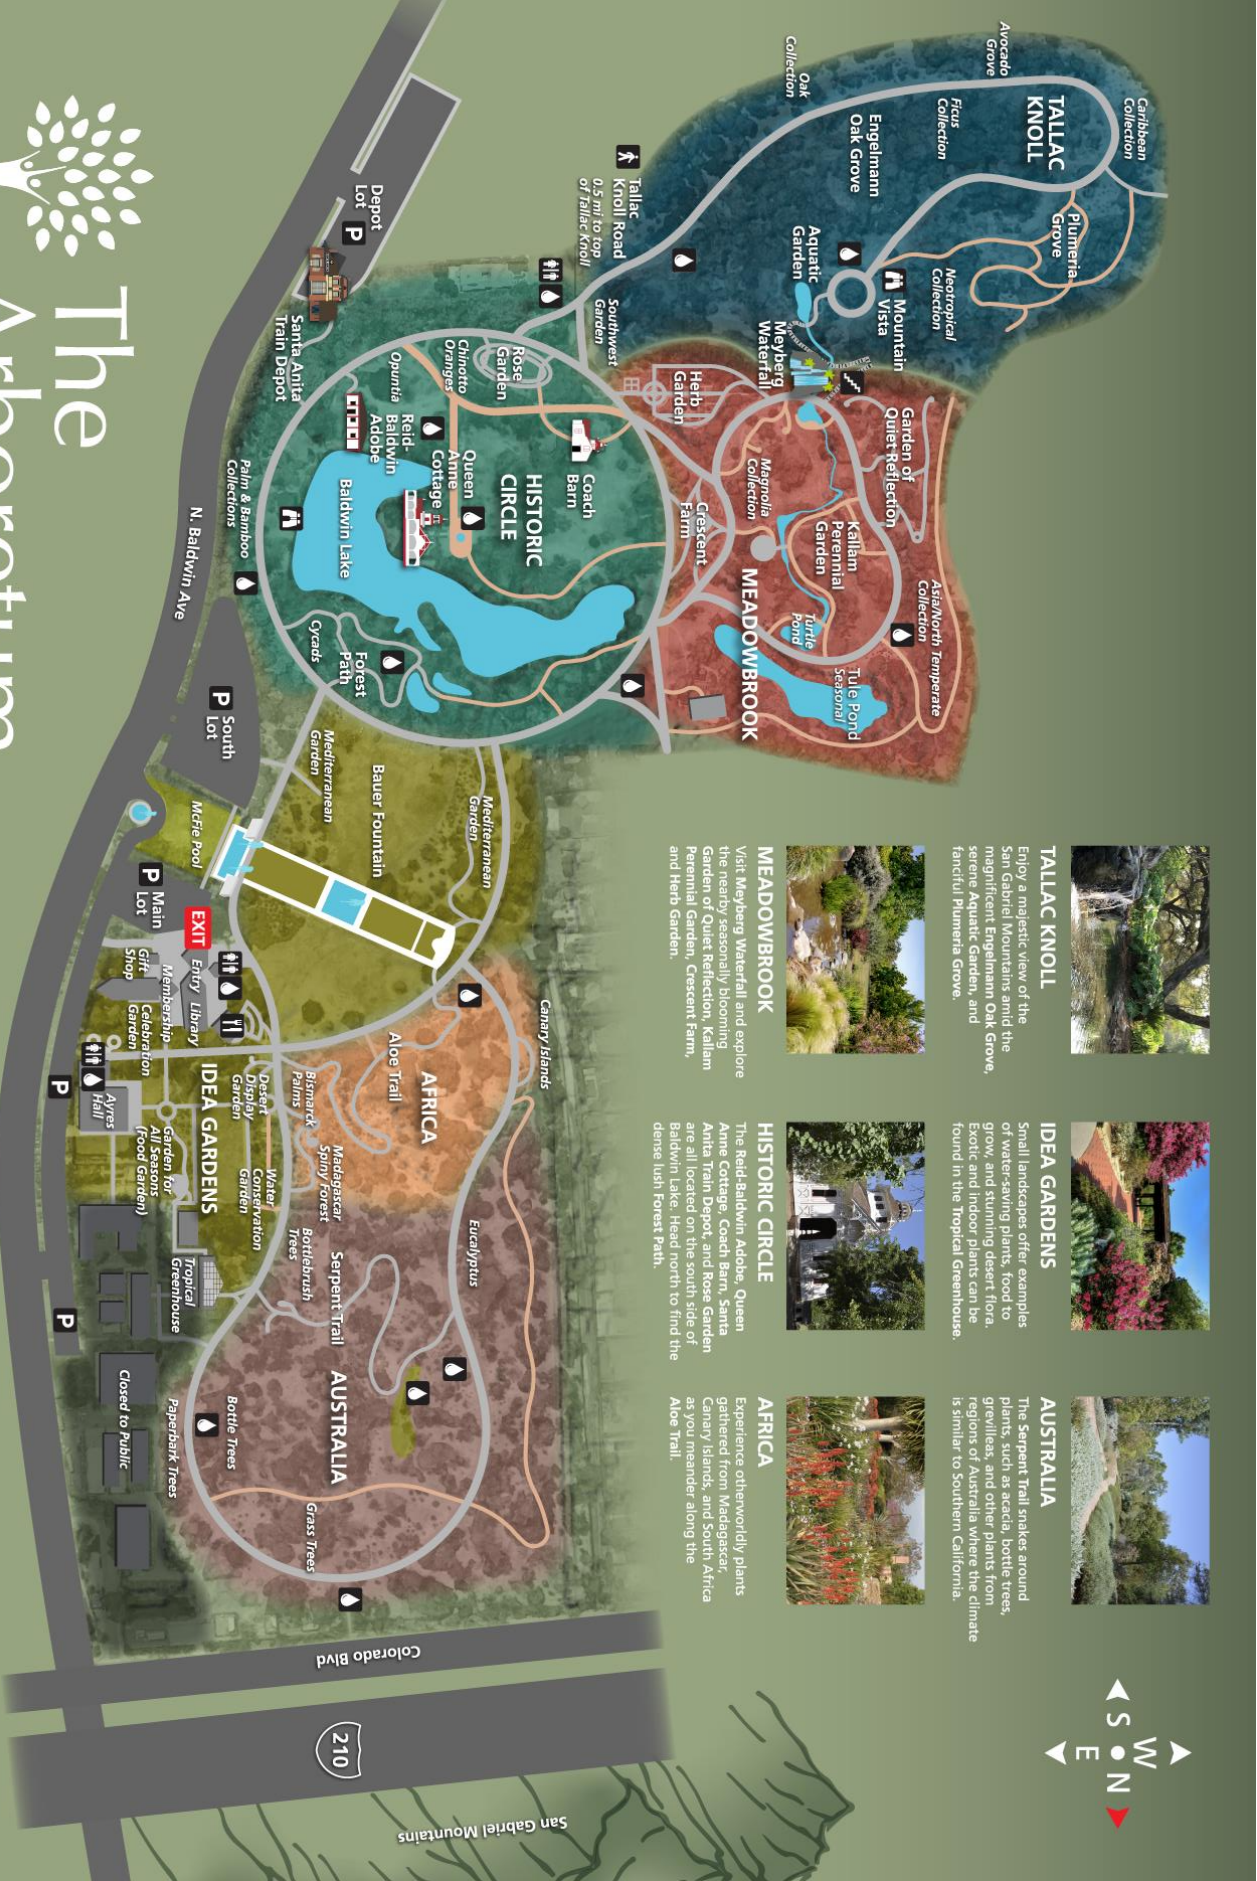 TALLAC KNOLL
Enjoy a majestic view of the
San Gabriel Mountains amid the
magnificent Engelmann Oak Grove,
serene Aquatic Garden, and
fanciful Plumeria Grove.
IDEA GARDENS
Small landscapes offer examples
of water-saving plants, food to
grow, and stunning desert flora.
Exotic and indoor plants can be
found in the Tropical Greenhouse.
AUSTRALIA
The Serpent Trail snakes around
plants, such as acacia, bottle trees,
grevilleas, and other plants from
regions of Australia where the climate
is similar to Southern California.
MEADOWBROOK
Visit Meyberg Waterfall and explore
the nearby seasonally blooming
Garden of Quiet Reflection, Kallam
Perennial Garden, Crescent Farm,
and Herb Garden.
HISTORIC CIRCLE
The Reid-Baldwin Adobe, Queen
Anne Cottage, Coach Barn, Santa
Anita Train Depot, and Rose Garden
are all located on the south side of
Baldwin Lake. Head north to find the
dense lush Forest Path.
AFRICA
Experience otherworldly plants
gathered from Madagascar,
Canary Islands, and South Africa
as you meander along the
Aloe Trail.
W
S N
E
Caribbean
Collection
TALLAC
KNOLL
Avocado
Grove
Ficus
Collection
Plumeria
Grove
Neotropical
Collection
Engelmann
Oak Grove
Oak
Collection
Mountain
Vista
Aquatic
Garden
Meyberg
Waterfall
Tallac
Knoll Road
0.5 mi to top
of Tallac Knoll
Southwest
Garden
Garden of
Quiet Reflection
Asia/North Temperate
Collection
Kallam
Perennial
Garden
Tule Pond
Seasonal
Turtle
Pond
Magnolia
Collection
MEADOWBROOK
Herb
Garden
Crescent
Farm
Rose
Garden
Coach
Barn
HISTORIC
CIRCLE
Chinotto
Oranges
Queen
Anne
Cottage
Opuntia
Reid-
Baldwin
Adobe
Baldwin Lake
Forest
Path
Cycads
Depot
Lot
P
Santa Anita
Train Depot
Palm & Bamboo
Collections
N. Baldwin Ave
P
South
Lot
Mediterranean
Garden
Mediterranean
Garden
Bauer Fountain
McFie Pool
P
Main
Lot
EXIT
Entry
Library
Membership
Gift
Shop
Celebration
Garden
IDEA GARDENS
Ayres
Hall
P
Desert
Display
Garden
Water
Conservation
Garden
Garden for
All Seasons
(Food Garden)
Tropical
Greenhouse
Canary Islands
AFRICA
Aloe Trail
Bismarck
Palms
Madagascar
Spiny Forest
Eucalyptus
Bottlebrush
Trees
Serpent Trail
AUSTRALIA
Bottle Trees
Paperbark Trees
Grass Trees
Closed to Public
P
Colorado Blvd
210
San Gabriel Mountains
The
Arboretum